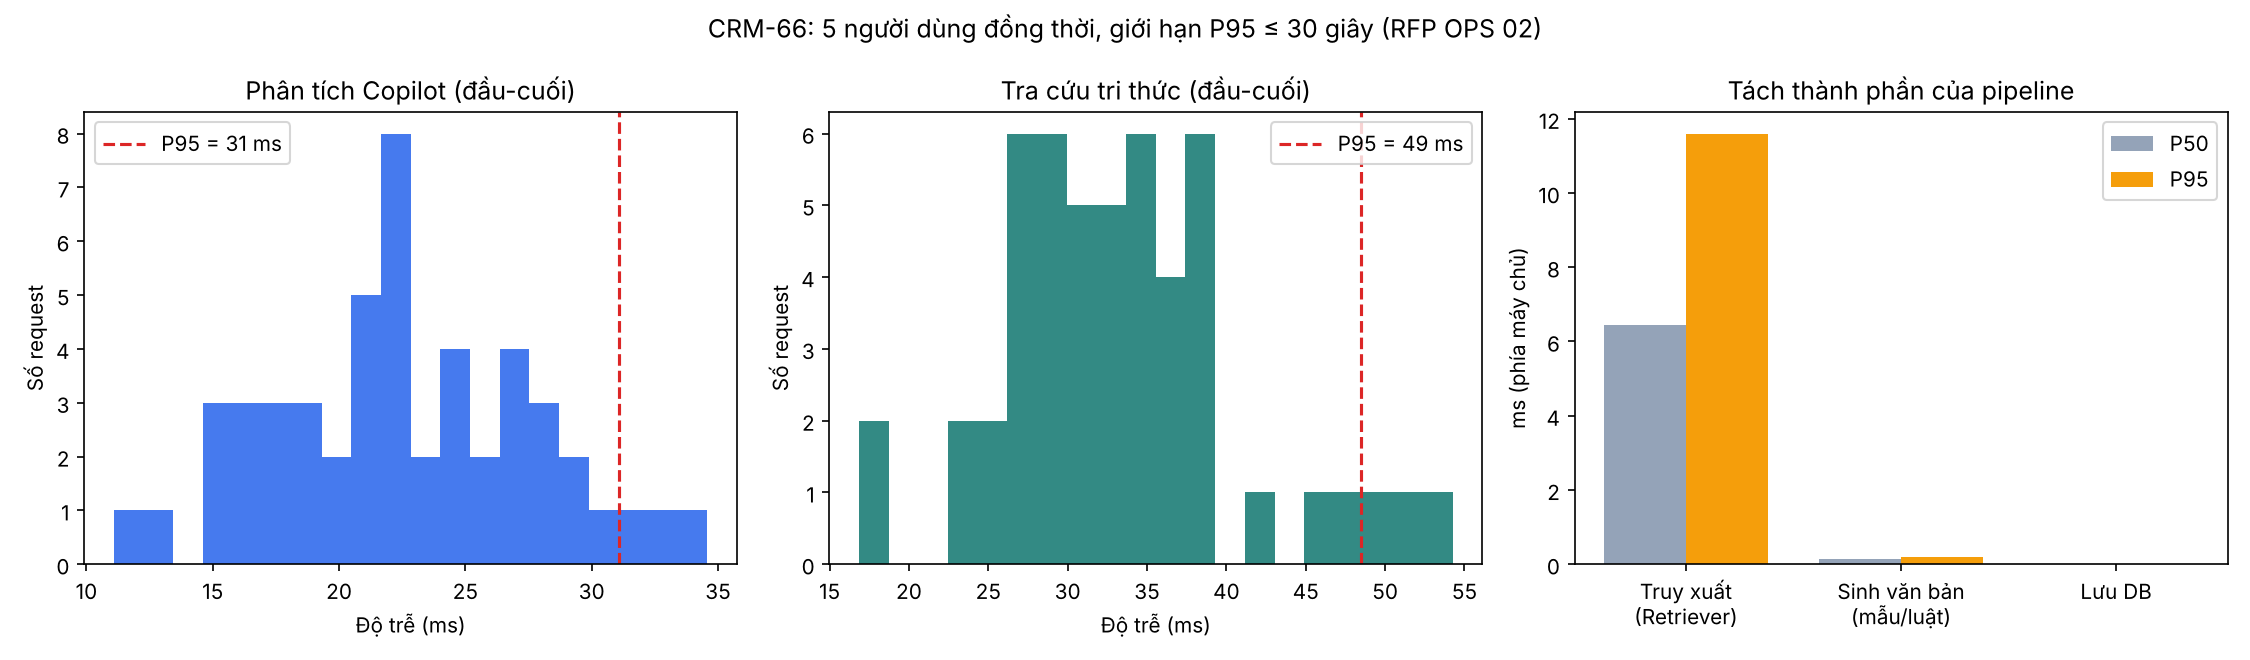 CRM-66: 5 người dùng đồng thời, giới hạn P95 ≤ 30 giây (RFP OPS 02)
Phân tích Copilot (đầu-cuối)
P95 = 31 ms
Số request
8
7
6
5
4
3
2
1
0
10 15 20 25 30 35
Độ trễ (ms)
Tra cứu tri thức (đầu-cuối)
P95 = 49 ms
Số request
6
5
4
3
2
1
0
15 20 25 30 35 40 45 50 55
Độ trễ (ms)
Tách thành phần của pipeline
P50
P95
ms (phía máy chủ)
12
10
8
6
4
2
0
Truy xuất
(Retriever)
Sinh văn bản
(mẫu/luật)
Lưu DB